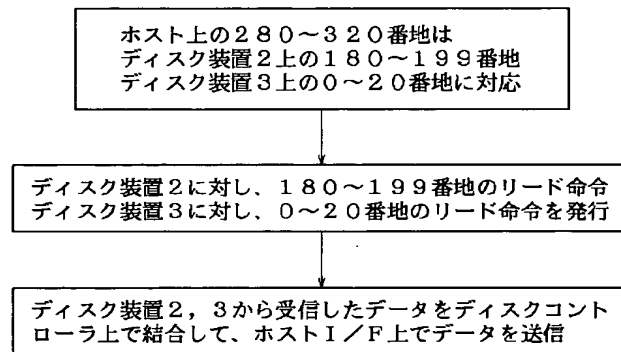 ホスト上の280～320番地は
ディスク装置2上の180～199番地
ディスク装置3上の0～20番地に対応
ディスク装置2に対し、180～199番地のリード命令
ディスク装置3に対し、0～20番地のリード命令を発行
ディスク装置2，3から受信したデータをディスクコント
ローラ上で結合して、ホストI／F上でデータを送信